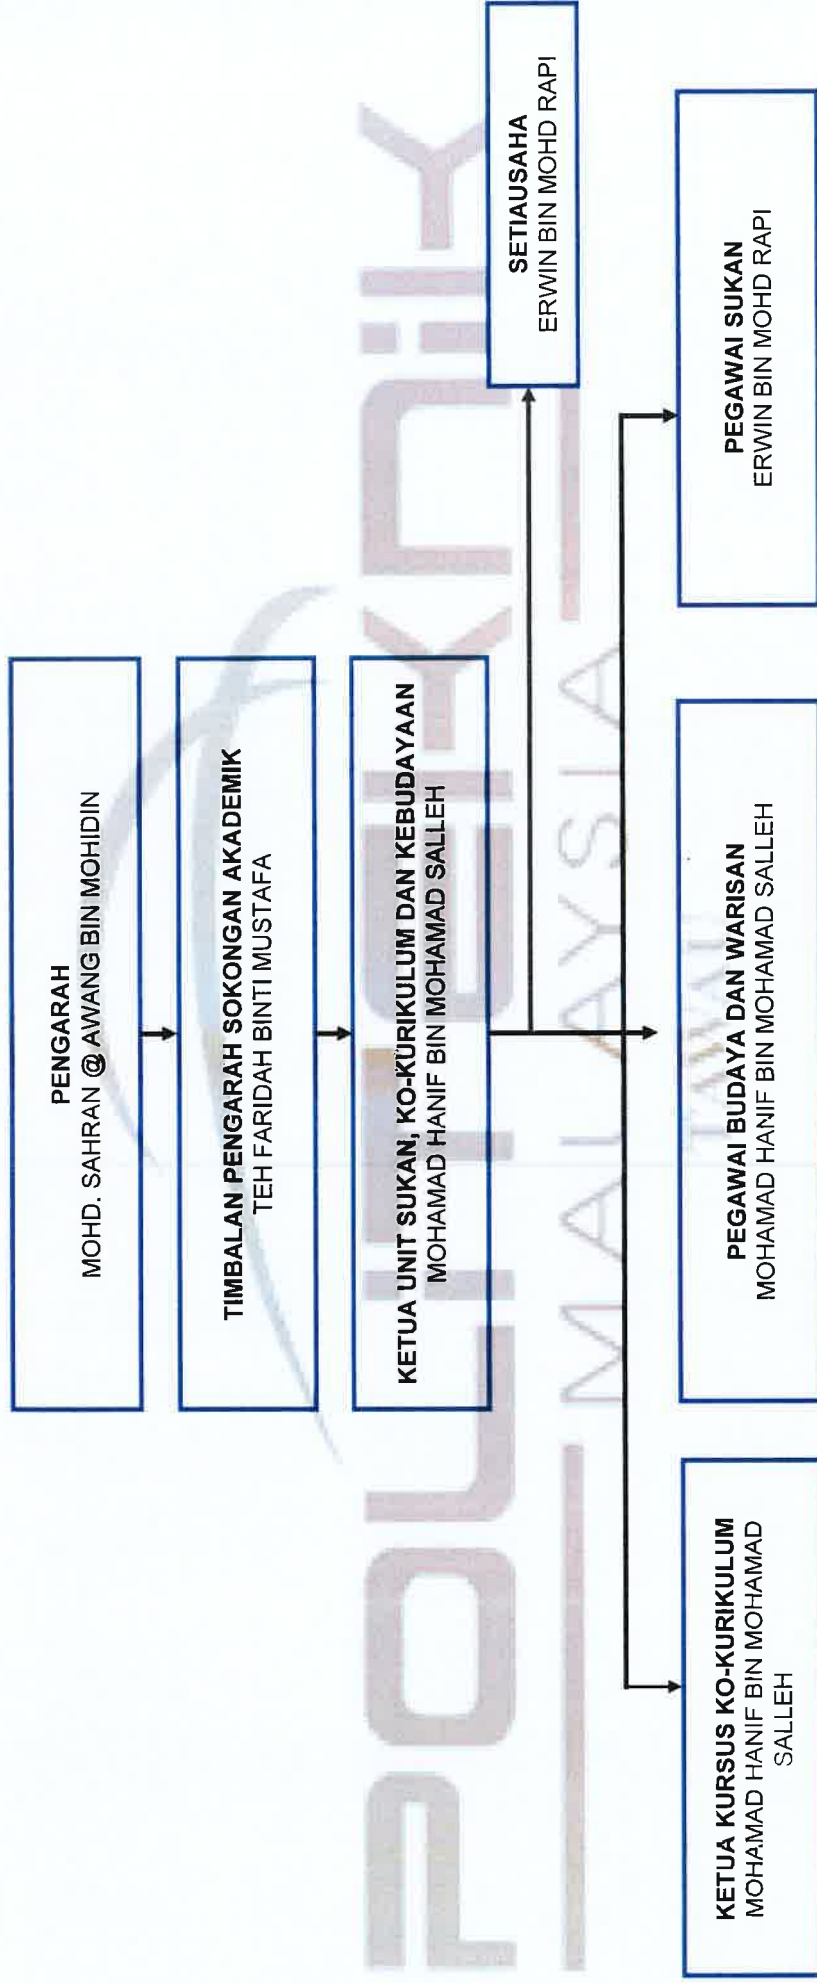 PENGARAH
MOHD. SAHRAN @ AWANG BIN MOHIDIN
TIMBALAN PENGARAH SOKONGAN AKADEMIK
TEH FARIDAH BINTI MUSTAFA
KETUA UNIT SUKAN, KO-KURIKULUM DAN KEBUDAYAAN
MOHAMAD HANIF BIN MOHAMAD SALLEH
SETIAUSAHA
ERWIN BIN MOHD RAPI
KETUA KURSUS KO-KURIKULUM
MOHAMAD HANIF BIN MOHAMAD
SALLEH
PEGAWAI BUDAYA DAN WARISAN
MOHAMAD HANIF BIN MOHAMAD SALLEH
PEGAWAI SUKAN
ERWIN BIN MOHD RAPI
POLITEKNIK
MALAYSIA
TAWAU